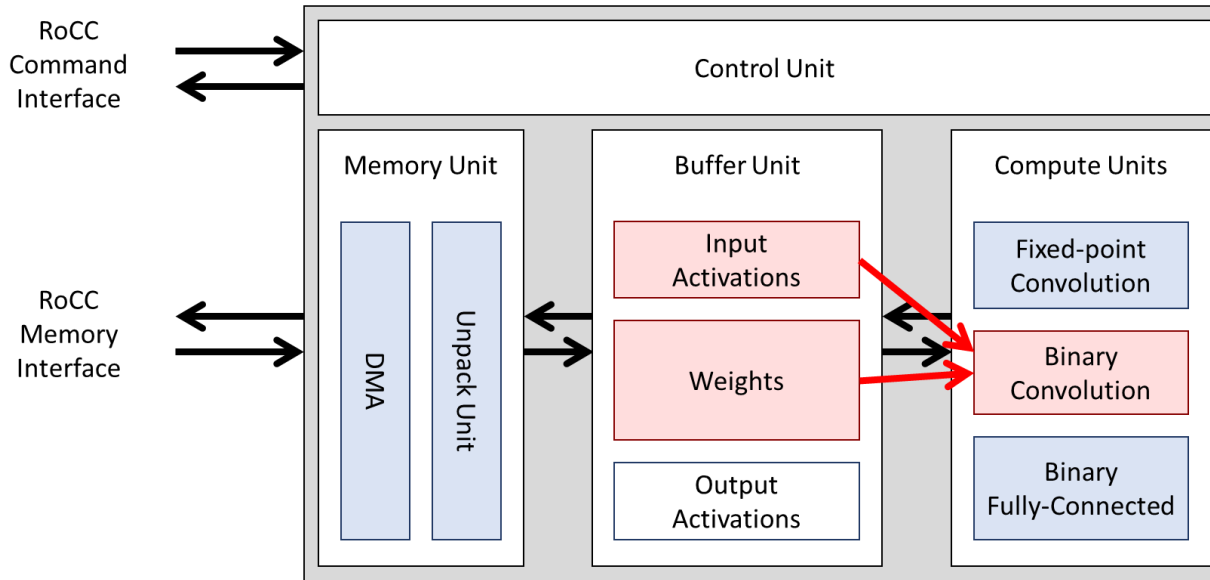 RoCC
Command
Interface
Control Unit
Memory Unit
Buffer Unit
Compute Units
DMA
Unpack Unit
Input
Activations
Weights
Output
Activations
Fixed-point
Convolution
Binary
Convolution
Binary
Fully-Connected
RoCC
Memory
Interface